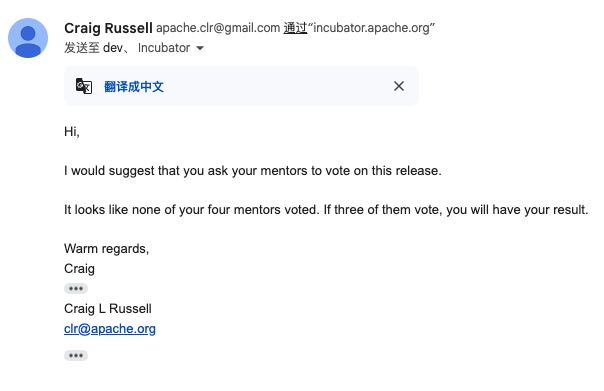 Craig Russell apache.clr@gmail.com 通过“incubator.apache.org”
发送至 dev、 Incubator
翻译成中文
Hi,
I would suggest that you ask your mentors to vote on this release.
It looks like none of your four mentors voted. If three of them vote, you will have your result.
Warm regards,
Craig
Craig L Russell
clr@apache.org